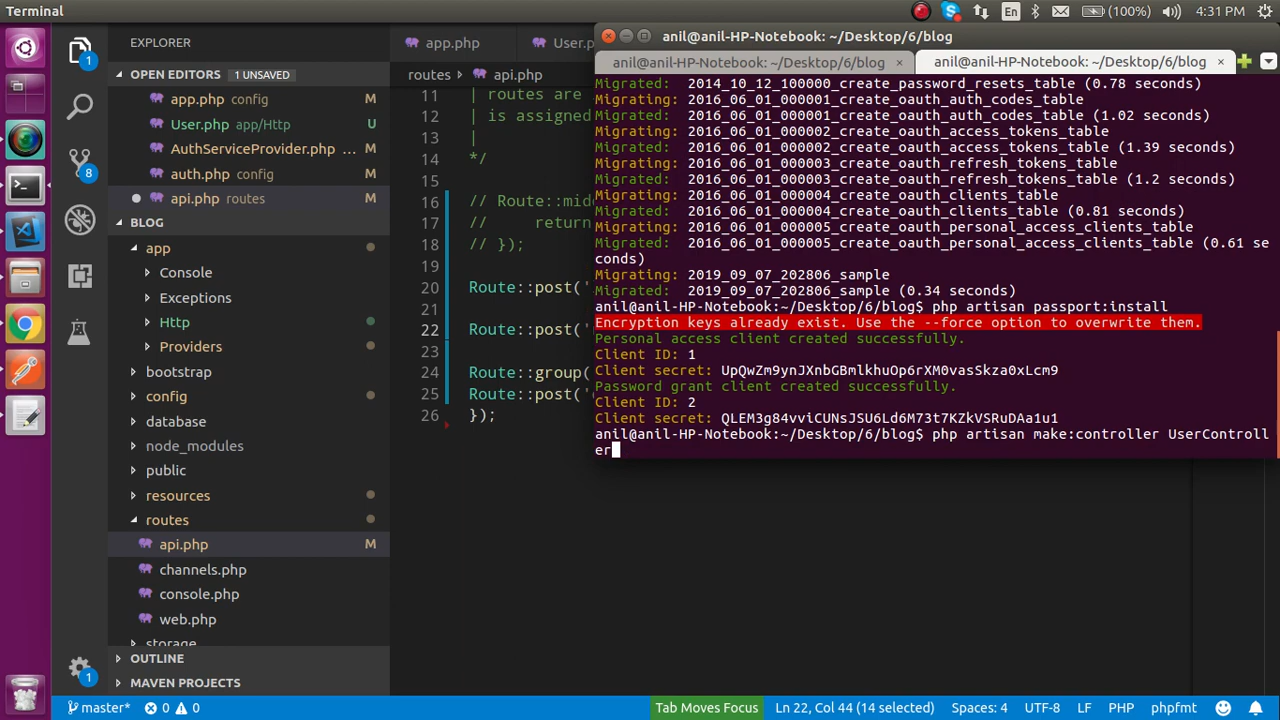 Terminal
En
(100%)
4:31 PM
EXPLORER
OPEN EDITORS 1 UNSAVED
app.php config M
User.php app/Http U
AuthServiceProvider.php ... M
auth.php config M
api.php routes M
BLOG
app
Console
Exceptions
Http
Providers
bootstrap
config
database
node_modules
public
resources
routes
api.php M
channels.php
console.php
web.php
storage
OUTLINE
MAVEN PROJECTS
1
8
1
app.php
User.p
routes > api.php
11 | routes are
12 | is assigned
13 |
14 */
15
16 // Route::mid
17 // return
18 // });
19
20 Route::post('
21
22 Route::post('
23
24 Route::group(
25 Route::post('
26 });
anil@anil-HP-Notebook: ~/Desktop/6/blog
anil@anil-HP-Notebook: ~/Desktop/6/blog ×
anil@anil-HP-Notebook: ~/Desktop/6/blog ×
Migrated: 2014_10_12_100000_create_password_resets_table (0.78 seconds)
Migrating: 2016_06_01_000001_create_oauth_auth_codes_table
Migrated: 2016_06_01_000001_create_oauth_auth_codes_table (1.02 seconds)
Migrating: 2016_06_01_000002_create_oauth_access_tokens_table
Migrated: 2016_06_01_000002_create_oauth_access_tokens_table (1.39 seconds)
Migrating: 2016_06_01_000003_create_oauth_refresh_tokens_table
Migrated: 2016_06_01_000003_create_oauth_refresh_tokens_table (1.2 seconds)
Migrating: 2016_06_01_000004_create_oauth_clients_table
Migrated: 2016_06_01_000004_create_oauth_clients_table (0.81 seconds)
Migrating: 2016_06_01_000005_create_oauth_personal_access_clients_table
Migrated: 2016_06_01_000005_create_oauth_personal_access_clients_table (0.61 se
conds)
Migrating: 2019_09_07_202806_sample
Migrated: 2019_09_07_202806_sample (0.34 seconds)
anil@anil-HP-Notebook:~/Desktop/6/blog$ php artisan passport:install
Encryption keys already exist. Use the --force option to overwrite them.
Personal access client created successfully.
Client ID: 1
Client secret: UpQwZm9ynJXnbGBmlkhuOp6rXM0vasSkza0xLcm9
Password grant client created successfully.
Client ID: 2
Client secret: QLEM3g84vviCUNsJSU6Ld6M73t7KZkVSRuDAa1u1
anil@anil-HP-Notebook:~/Desktop/6/blog$ php artisan make:controller UserControll
er
master* 0 0
Tab Moves Focus
Ln 22, Col 44 (14 selected)
Spaces: 4
UTF-8
LF
PHP
phpfmt